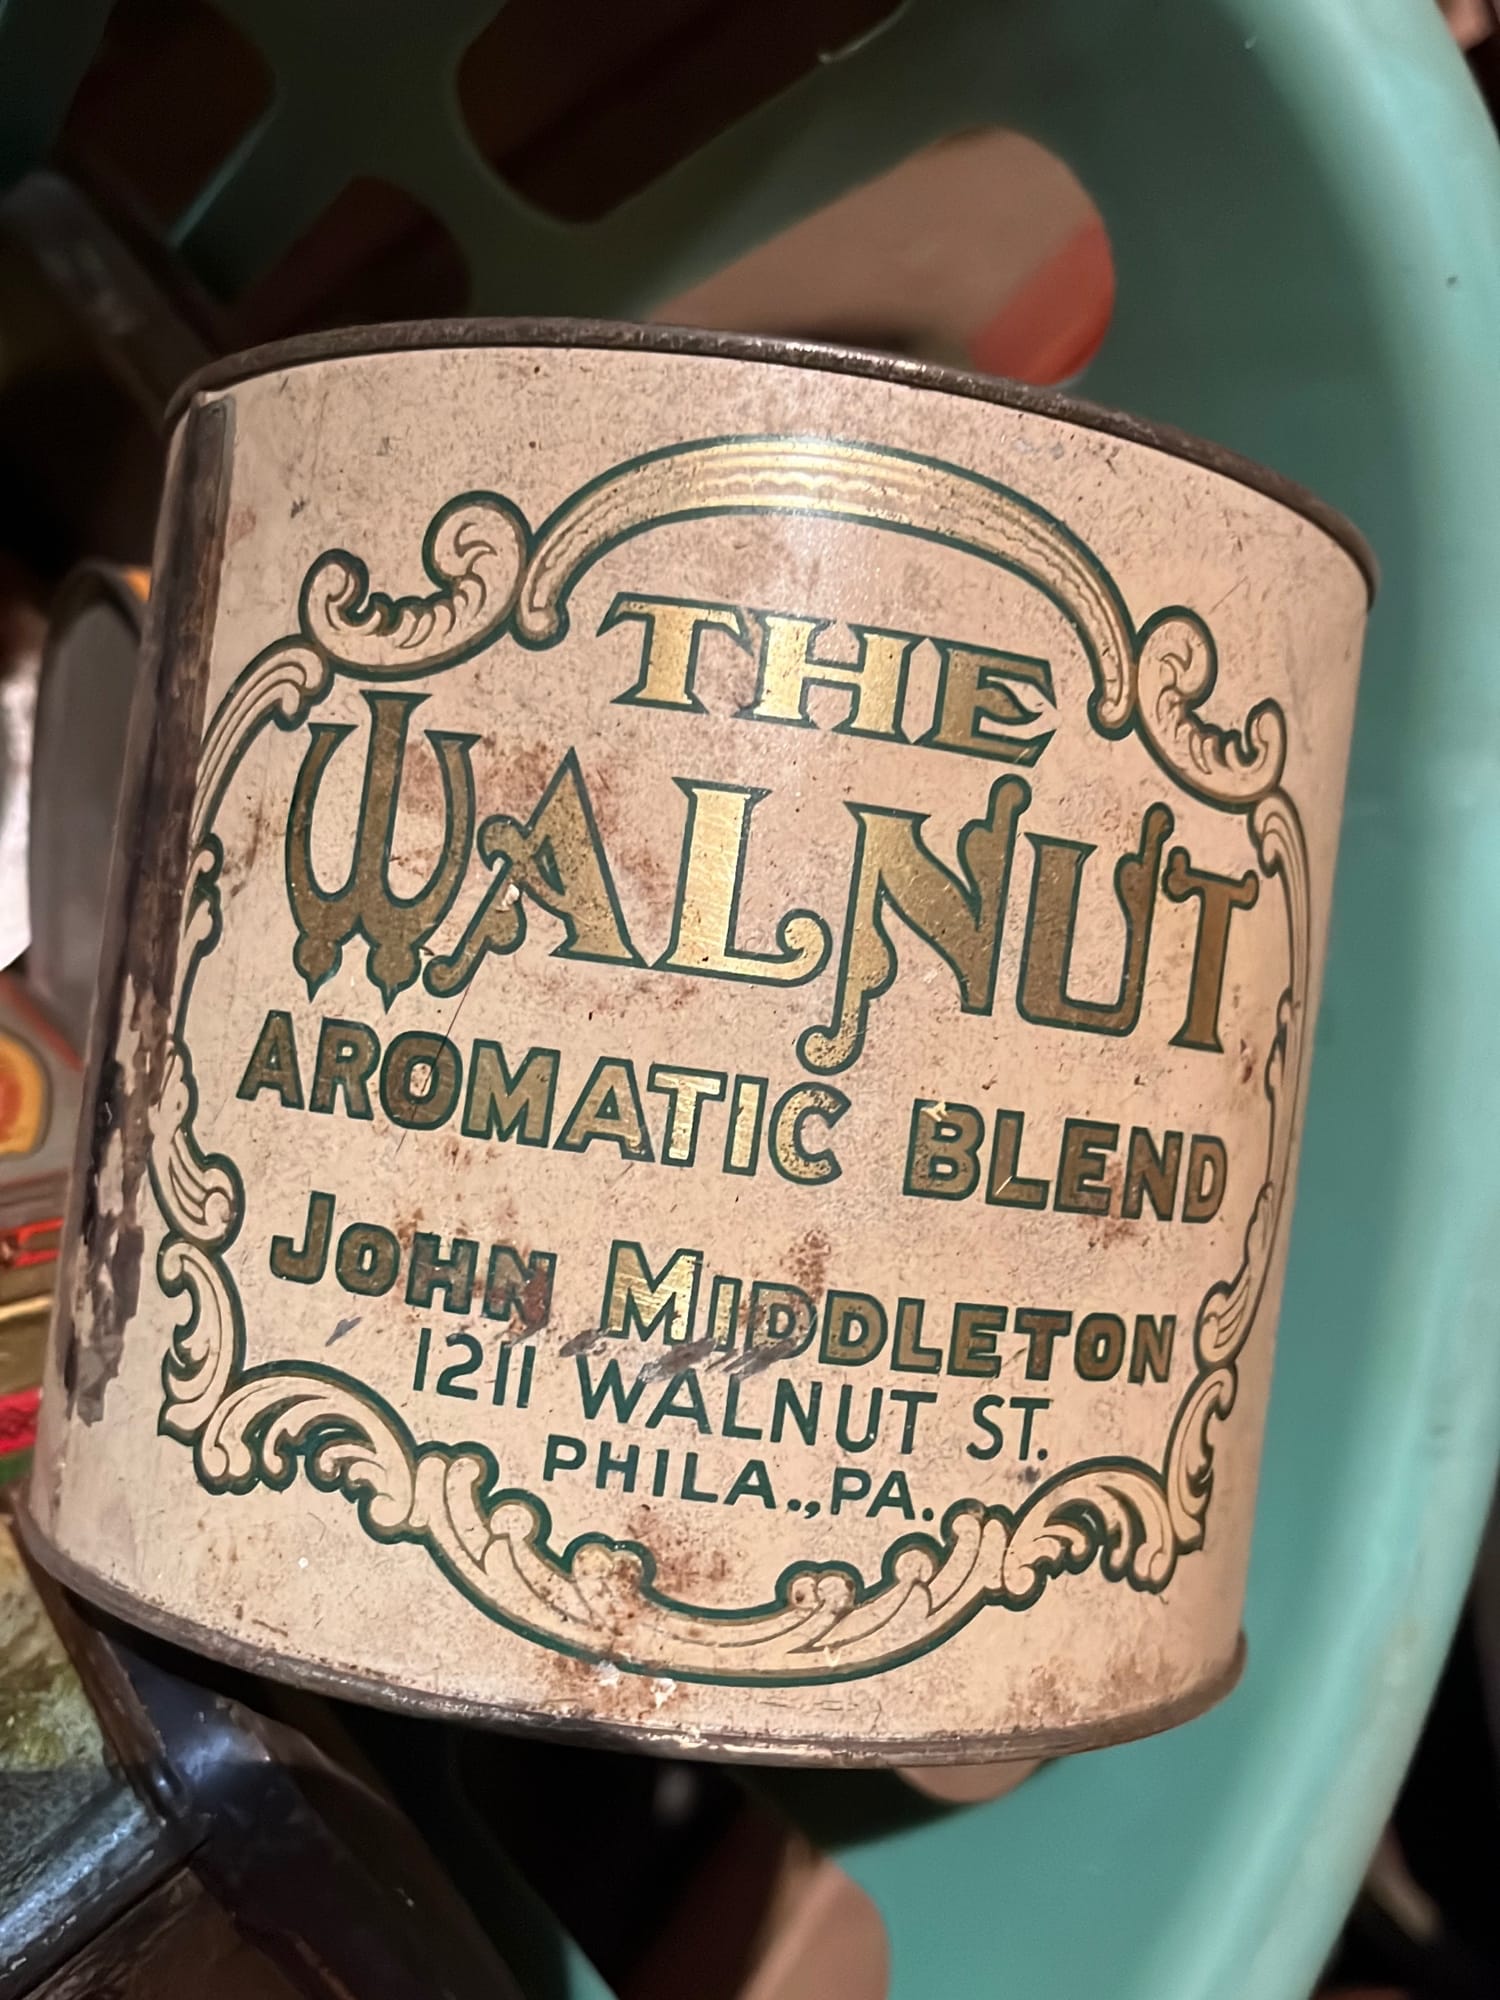 THE
WALNUT
AROMATIC BLEND
JOHN MIDDLETON
1211 WALNUT ST.
PHILA., PA.